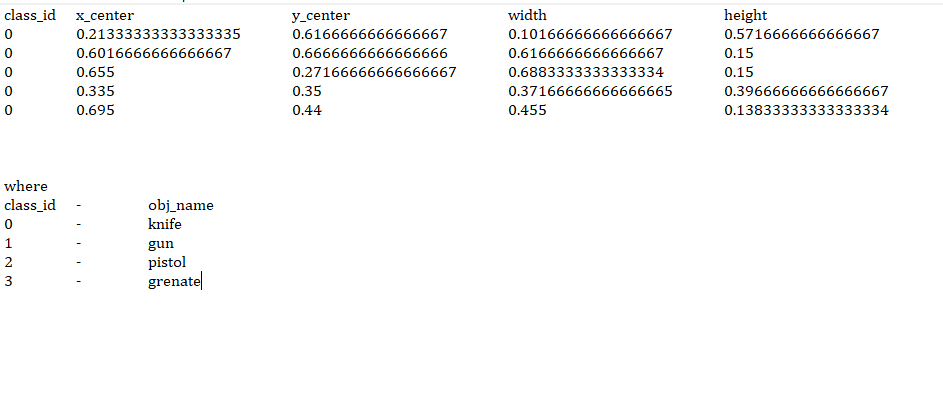 class_id x_center y_center width height
0 0.21333333333333335 0.6166666666666667 0.10166666666666667 0.5716666666666667
0 0.6016666666666667 0.6666666666666666 0.6166666666666667 0.15
0 0.655 0.27166666666666667 0.6883333333333334 0.15
0 0.335 0.35 0.37166666666666665 0.39666666666666667
0 0.695 0.44 0.455 0.13833333333333334
where
class_id - obj_name
0 - knife
1 - gun
2 - pistol
3 - grenate